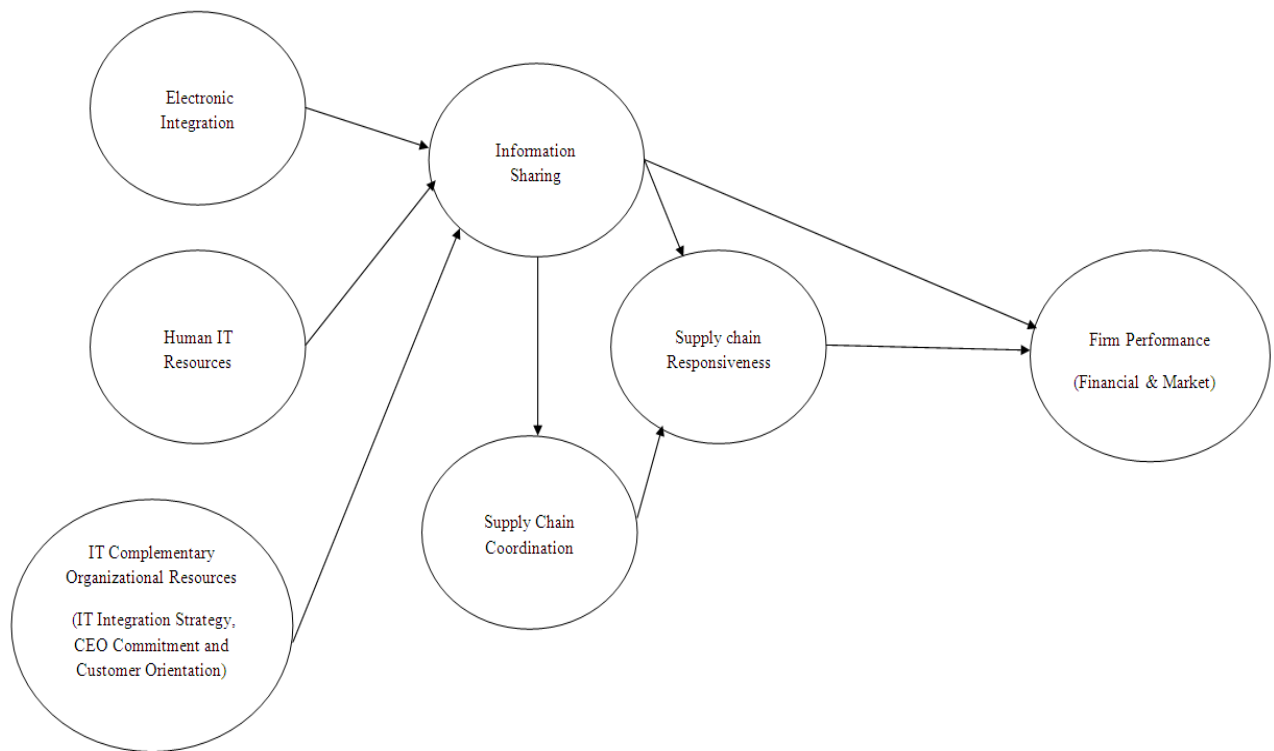 Electronic
Integration
Information
Sharing
Human IT
Resources
Supply chain
Responsiveness
Firm Performance
(Financial & Market)
Supply Chain
Coordination
IT Complementary
Organizational Resources
(IT Integration Strategy,
CEO Commitment and
Customer Orientation)